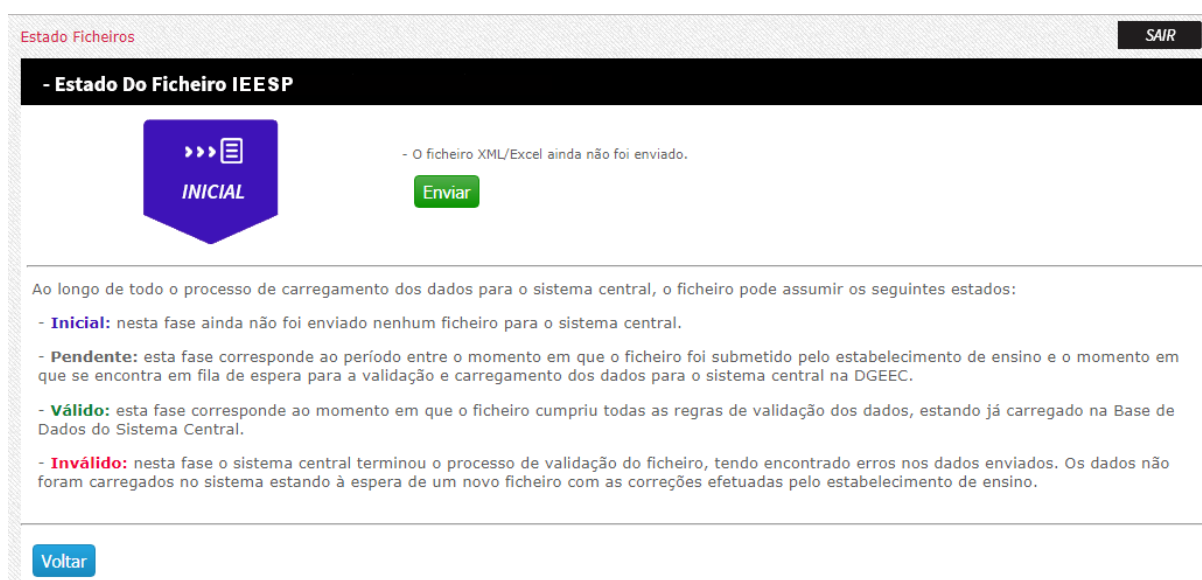 Estado Ficheiros
SAIR
- Estado Do Ficheiro IEESP
INICIAL
- O ficheiro XML/Excel ainda não foi enviado.
Enviar
Ao longo de todo o processo de carregamento dos dados para o sistema central, o ficheiro pode assumir os seguintes estados:
- Inicial: nesta fase ainda não foi enviado nenhum ficheiro para o sistema central.
- Pendente: esta fase corresponde ao período entre o momento em que o ficheiro foi submetido pelo estabelecimento de ensino e o momento em
que se encontra em fila de espera para a validação e carregamento dos dados para o sistema central na DGEEC.
- Válido: esta fase corresponde ao momento em que o ficheiro cumpriu todas as regras de validação dos dados, estando já carregado na Base de
Dados do Sistema Central.
- Inválido: nesta fase o sistema central terminou o processo de validação do ficheiro, tendo encontrado erros nos dados enviados. Os dados não
foram carregados no sistema estando à espera de um novo ficheiro com as correções efetuadas pelo estabelecimento de ensino.
Voltar